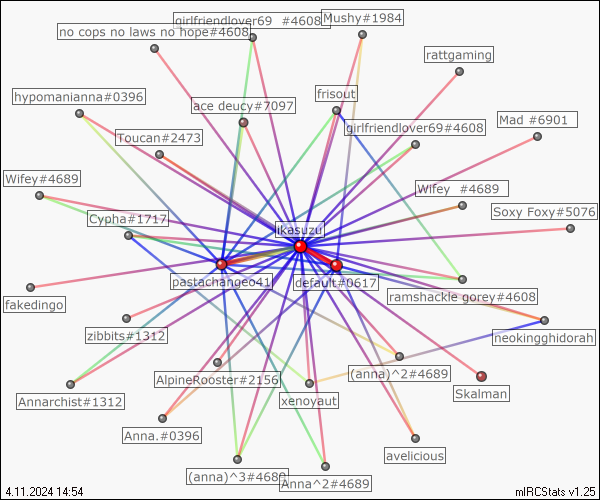 girlfriendlover69 #4608
Mushy#1984
no cops no laws no hope#4608
rattgaming
hypomanianna#0396
ace deucy#7097
frisout
Mad #6901
girlfriendlover69#4608
Toucan#2473
Wifey#4689
Wifey #4689
Cypha#1717
Soxy Foxy#5076
ikasuzu
pastachangeo41
default#0617
fakedingo
ramshackle gorey#4608
zibbits#1312
neokingghidorah
AlpineRooster#2156
(anna)^2#4689
Annarchist#1312
xenoyaut
Skalman
Anna.#0396
avelicious
(anna)^3#4689
Anna^2#4689
4.11.2024 14:54
mIRCStats v1.25